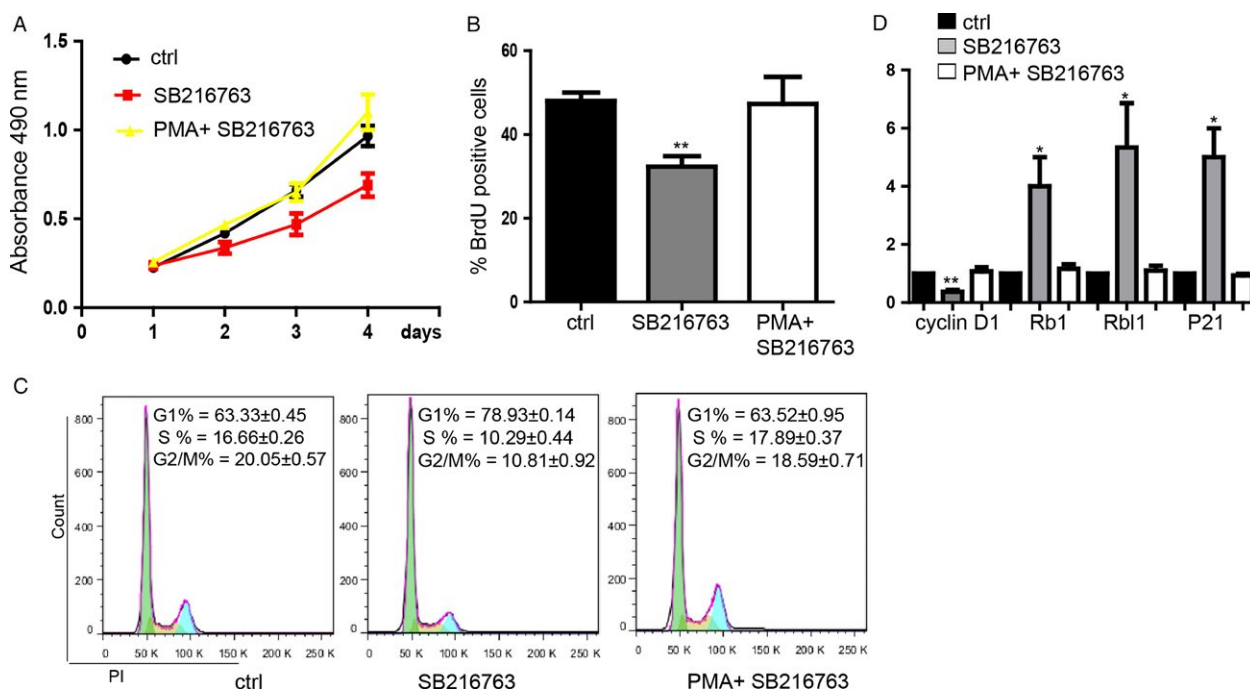 A
ctrl
SB216763
PMA+ SB216763
Absorbance 490 nm
1.5
1.0
0.5
0.0
0 1 2 3 4 days
B
% BrdU positive cells
60
40
20
0
ctrl SB216763 PMA+
SB216763
**
D
ctrl
SB216763
PMA+ SB216763
8
6
4
2
0
** * * *
cyclin D1 Rb1 Rbl1 P21
C
Count
800
600
400
200
0
G1% = 63.33±0.45
S % = 16.66±0.26
G2/M% = 20.05±0.57
0 50 K 100 K 150 K 200 K 250 K
PI
ctrl
800
600
400
200
0
G1% = 78.93±0.14
S % = 10.29±0.44
G2/M% = 10.81±0.92
0 50 K 100 K 150 K 200 K 250 K
SB216763
800
600
400
200
0
G1% = 63.52±0.95
S % = 17.89±0.37
G2/M% = 18.59±0.71
0 50 K 100 K 150 K 200 K 250 K
PMA+ SB216763